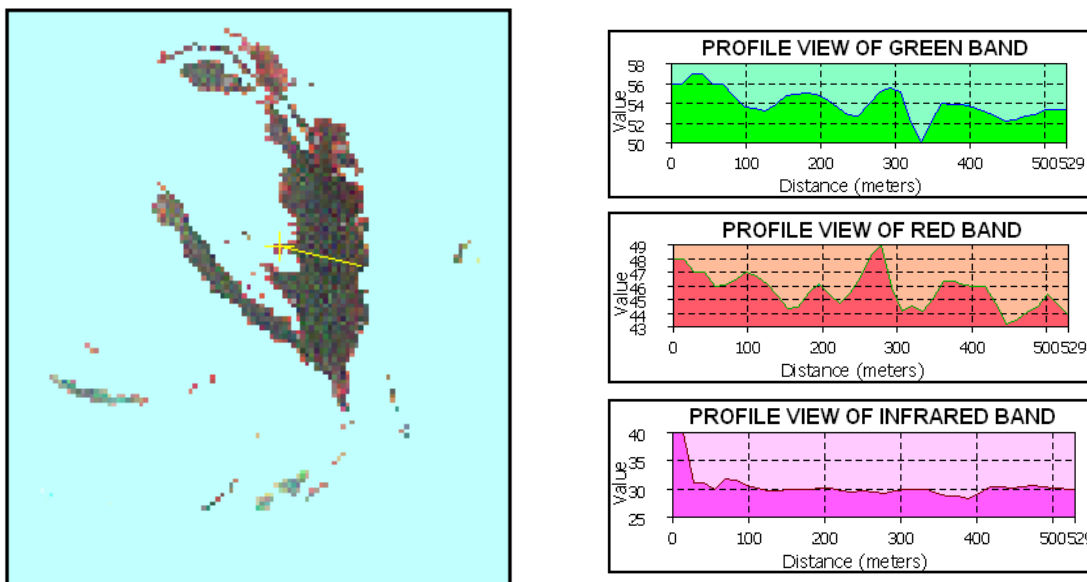 PROFILE VIEW OF GREEN BAND
58
56
54
52
50
Value
0 100 200 300 400 500529
Distance (meters)
PROFILE VIEW OF RED BAND
49
48
47
46
45
44
43
Value
0 100 200 300 400 500529
Distance (meters)
PROFILE VIEW OF INFRARED BAND
40
35
30
25
Value
0 100 200 300 400 500529
Distance (meters)